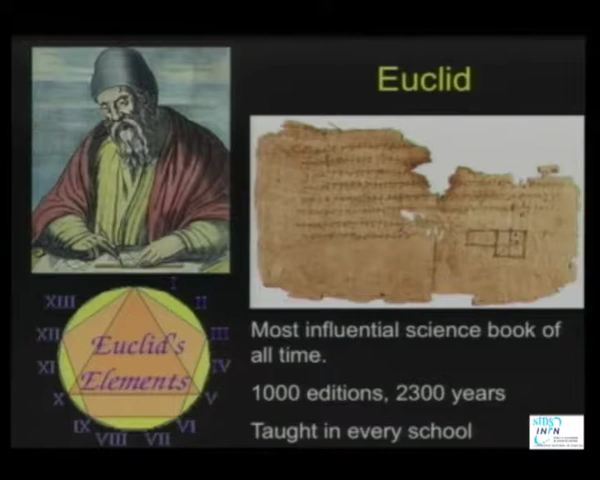 Euclid
Most influential science book of
all time.
1000 editions, 2300 years
Taught in every school
Euclid's
Elements
I
II
III
IV
V
VI
VII
VIII
IX
X
XI
XII
XIII